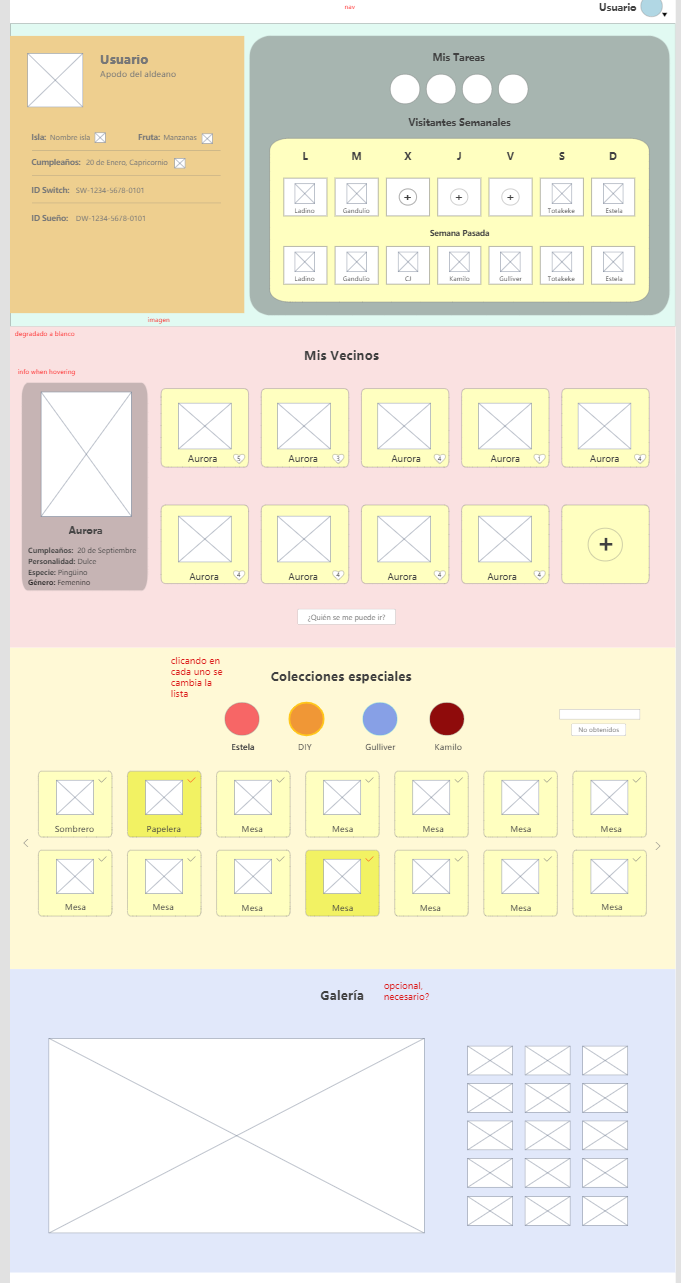 nav
Usuario
Usuario
Apodo del aldeano
Isla: Nombre isla
Fruta: Manzanas
Cumpleaños: 20 de Enero, Capricornio
ID Switch: SW-1234-5678-0101
ID Sueño: DW-1234-5678-0101
imagen
Mis Tareas
Visitantes Semanales
L M X J V S D
Ladino Gandulio + + + Totakeke Estela
Semana Pasada
Ladino Gandulio CJ Kamilo Gulliver Totakeke Estela
degradado a blanco
Mis Vecinos
info when hovering
Aurora
Cumpleaños: 20 de Septiembre
Personalidad: Dulce
Especie: Pingüino
Género: Femenino
Aurora 5 Aurora 3 Aurora 4 Aurora 1 Aurora 4
Aurora 4 Aurora 4 Aurora 4 Aurora 4 +
¿Quién se me puede ir?
clicando en
cada uno se
cambia la
lista
Colecciones especiales
Estela DIY Gulliver Kamilo
No obtenidos
Sombrero Papelera Mesa Mesa Mesa Mesa Mesa
Mesa Mesa Mesa Mesa Mesa Mesa Mesa
Galería
opcional,
necesario?